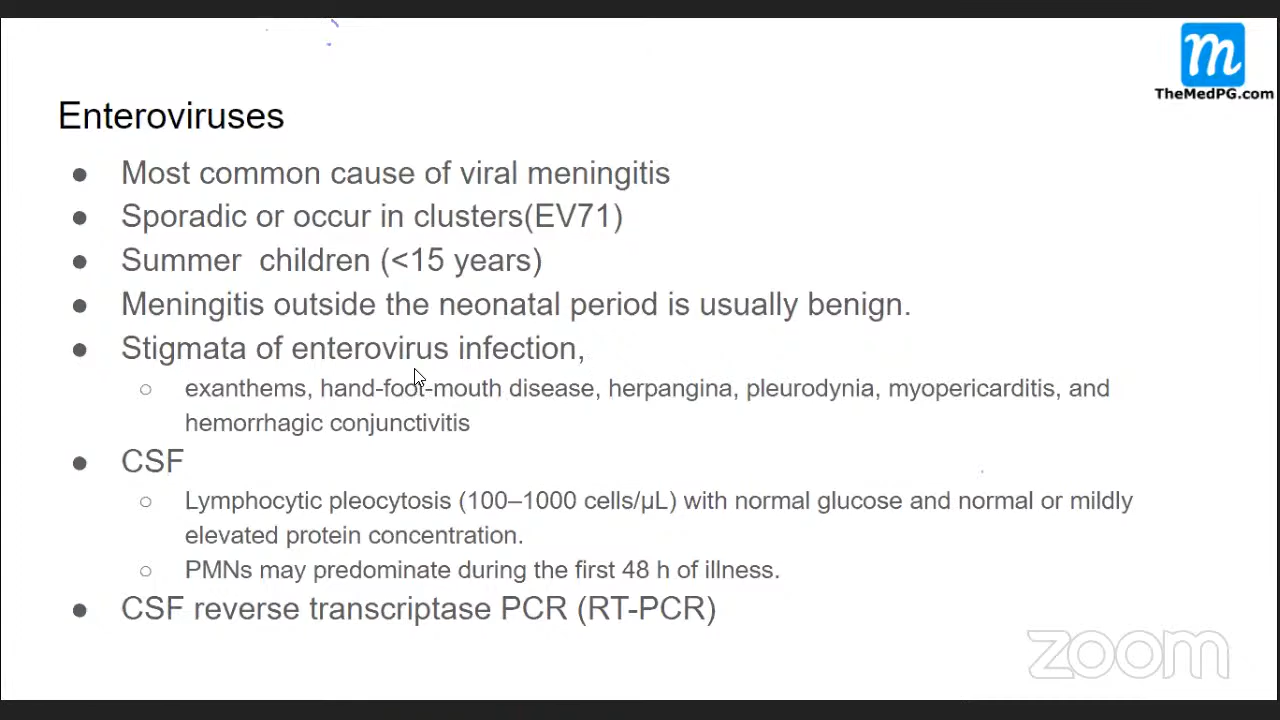 m
TheMedPG.com
Enteroviruses
● Most common cause of viral meningitis
● Sporadic or occur in clusters(EV71)
● Summer  children (<15 years)
● Meningitis outside the neonatal period is usually benign.
● Stigmata of enterovirus infection,
○ exanthems, hand-foot-mouth disease, herpangina, pleurodynia, myopericarditis, and
hemorrhagic conjunctivitis
● CSF
○ Lymphocytic pleocytosis (100–1000 cells/μL) with normal glucose and normal or mildly
elevated protein concentration.
○ PMNs may predominate during the first 48 h of illness.
● CSF reverse transcriptase PCR (RT-PCR)
zoom